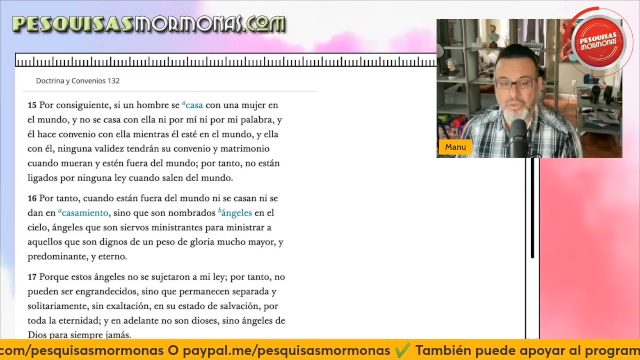 PESQUISASMORMONAS.COM
PESQUISAS
MORMONAS
Doctrina y Convenios 132
15 Por consiguiente, si un hombre se ᵃcasa con una mujer en
el mundo, y no se casa con ella ni por mí ni por mi palabra, y
él hace convenio con ella mientras él esté en el mundo, y ella
con él, ninguna validez tendrán su convenio y matrimonio
cuando mueran y estén fuera del mundo; por tanto, no están
ligados por ninguna ley cuando salen del mundo.
Manu
16 Por tanto, cuando están fuera del mundo ni se casan ni se
dan en ᵃcasamiento, sino que son nombrados ᵇángeles en el
cielo, ángeles que son siervos ministrantes para ministrar a
aquellos que son dignos de un peso de gloria mucho mayor, y
predominante, y eterno.
17 Porque estos ángeles no se sujetaron a mi ley; por tanto, no
pueden ser engrandecidos, sino que permanecen separada y
solitariamente, sin exaltación, en su estado de salvación, por
toda la eternidad; y en adelante no son dioses, sino ángeles de
Dios para siempre jamás.
com/pesquisasmormonas O paypal.me/pesquisasmormonas ✔ También puede apoyar al program